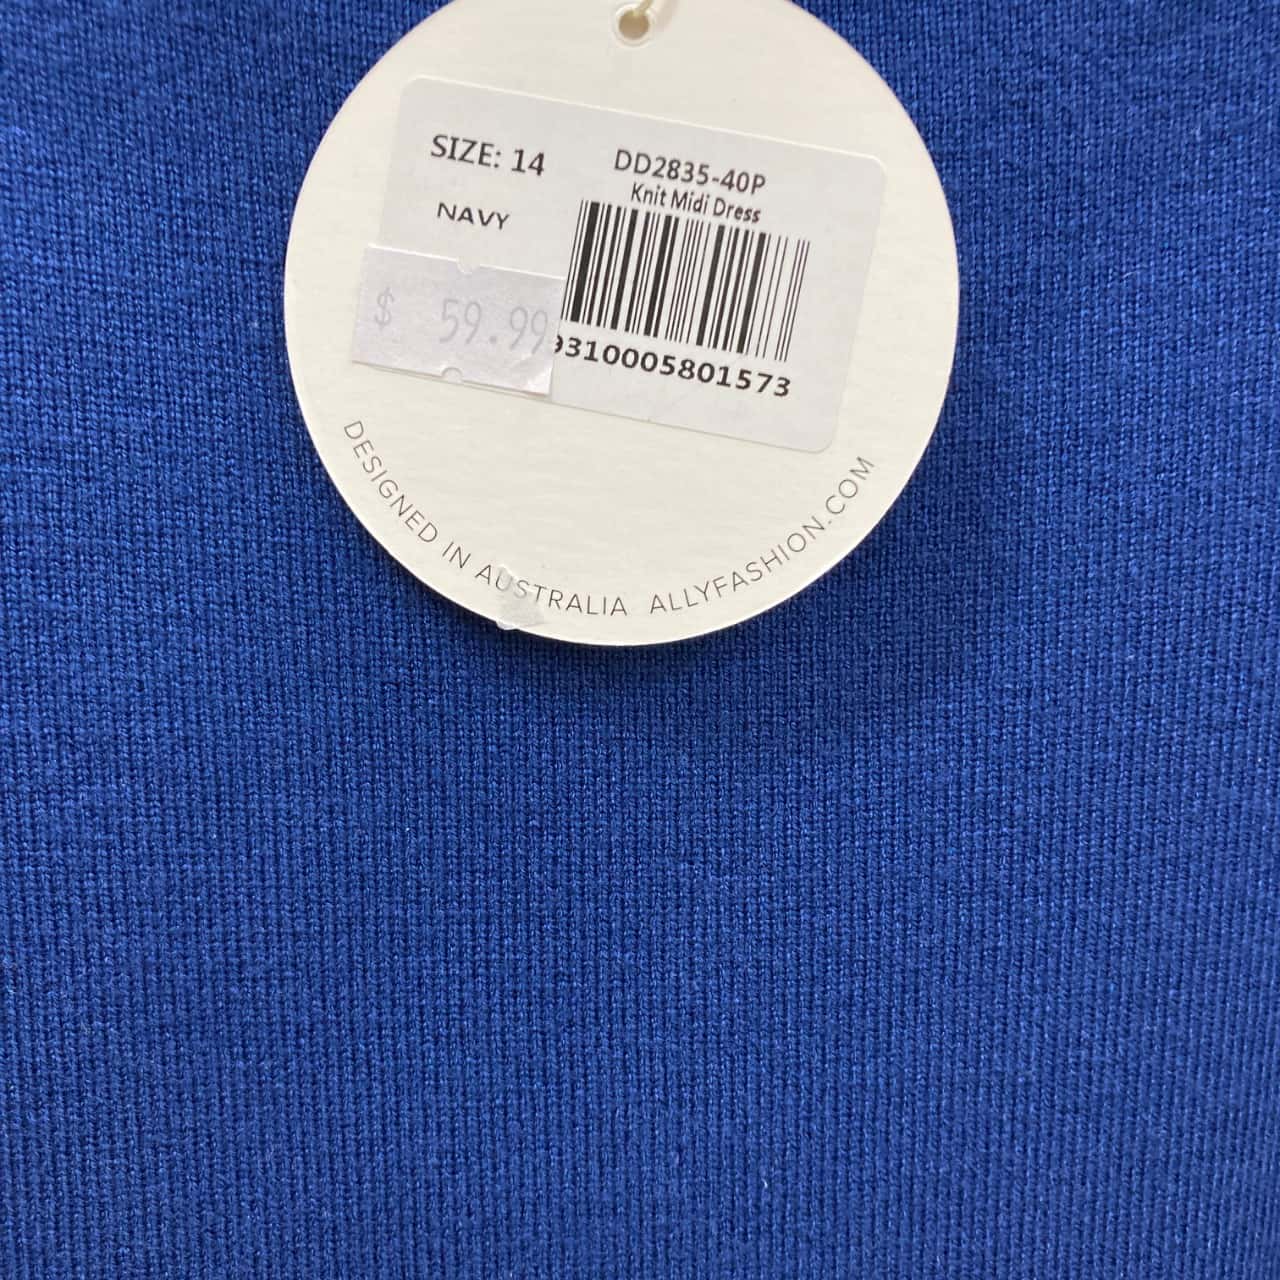 SIZE: 14
NAVY
$ 59.99
DD2835-40P
Knit Midi Dress
9310005801573
DESIGNED IN AUSTRALIA ALLYFASHION.COM